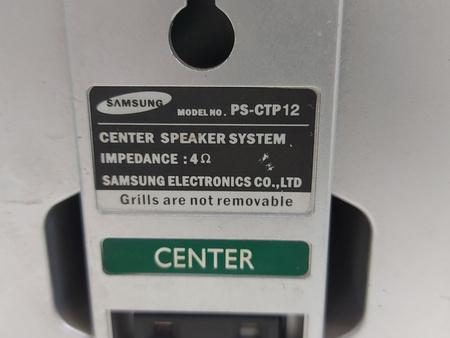 SAMSUNG
MODEL NO. PS-CTP12
CENTER SPEAKER SYSTEM
IMPEDANCE : 4Ω
SAMSUNG ELECTRONICS CO.,LTD
Grills are not removable
CENTER